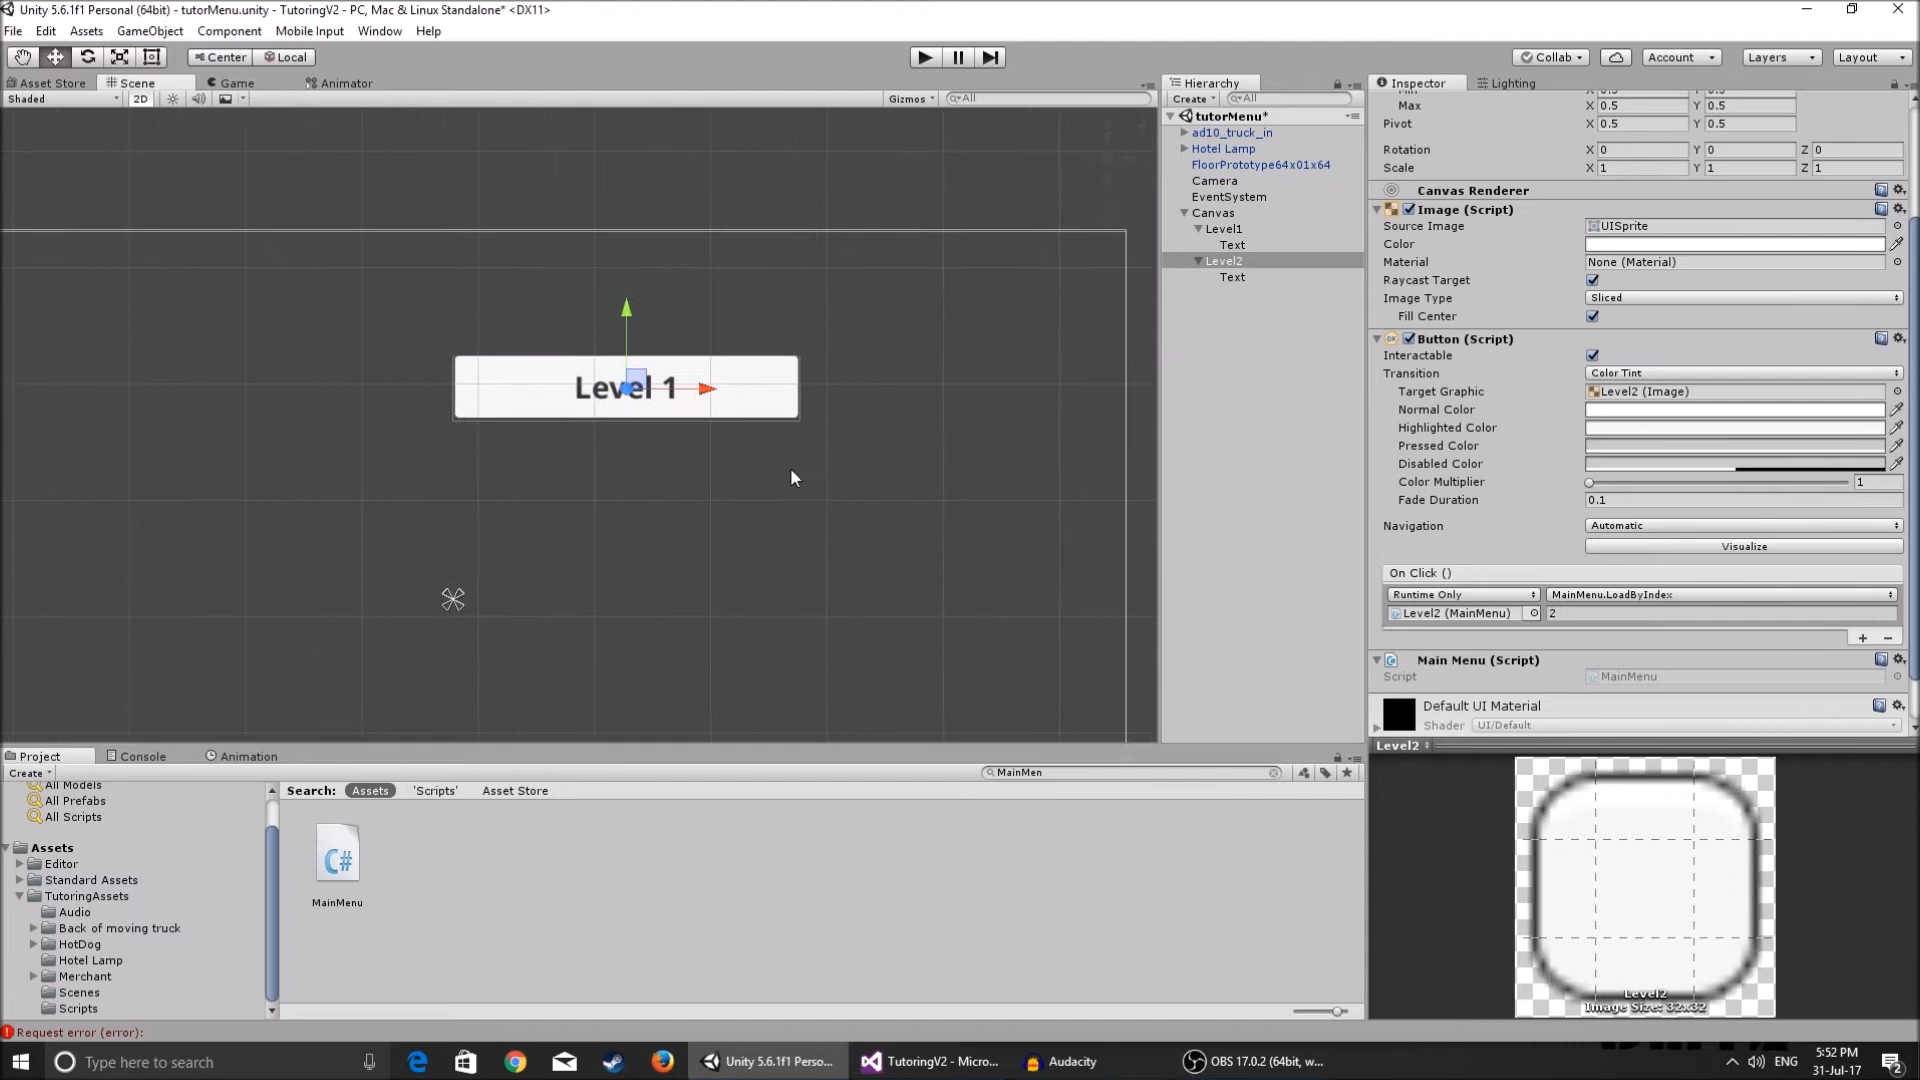 Unity 5.6.1f1 Personal (64bit) - tutorMenu.unity - TutoringV2 - PC, Mac & Linux Standalone* <DX11>
File Edit Assets GameObject Component Mobile Input Window Help
Center Local Collab Account Layers Layout
Asset Store Scene Game Animator
Shaded 2D Gizmos All
Level 1
Hierarchy
Create All
tutorMenu*
ad10_truck_in
Hotel Lamp
FloorPrototype64x01x64
Camera
EventSystem
Canvas
Level1
Text
Level2
Text
Inspector Lighting
Max X 0.5 Y 0.5
Pivot X 0.5 Y 0.5
Rotation X 0 Y 0 Z 0
Scale X 1 Y 1 Z 1
Canvas Renderer
Image (Script)
Source Image UISprite
Color
Material None (Material)
Raycast Target
Image Type Sliced
Fill Center
Button (Script)
Interactable
Transition Color Tint
Target Graphic Level2 (Image)
Normal Color
Highlighted Color
Pressed Color
Disabled Color
Color Multiplier 1
Fade Duration 0.1
Navigation Automatic
Visualize
On Click ()
Runtime Only MainMenu.LoadByIndex
Level2 (MainMenu) 2
+ -
Main Menu (Script)
Script MainMenu
Default UI Material
Shader UI/Default
Level2
Level2
Image Size: 32x32
Project Console Animation
Create MainMen
All Models
All Prefabs
All Scripts
Assets
Editor
Standard Assets
TutoringAssets
Audio
Back of moving truck
HotDog
Hotel Lamp
Merchant
Scenes
Scripts
Search: Assets 'Scripts' Asset Store
C#
MainMenu
Request error (error):
Type here to search
Unity 5.6.1f1 Perso...
TutoringV2 - Micro...
Audacity
OBS 17.0.2 (64bit, w...
ENG
5:52 PM
31-Jul-17
2